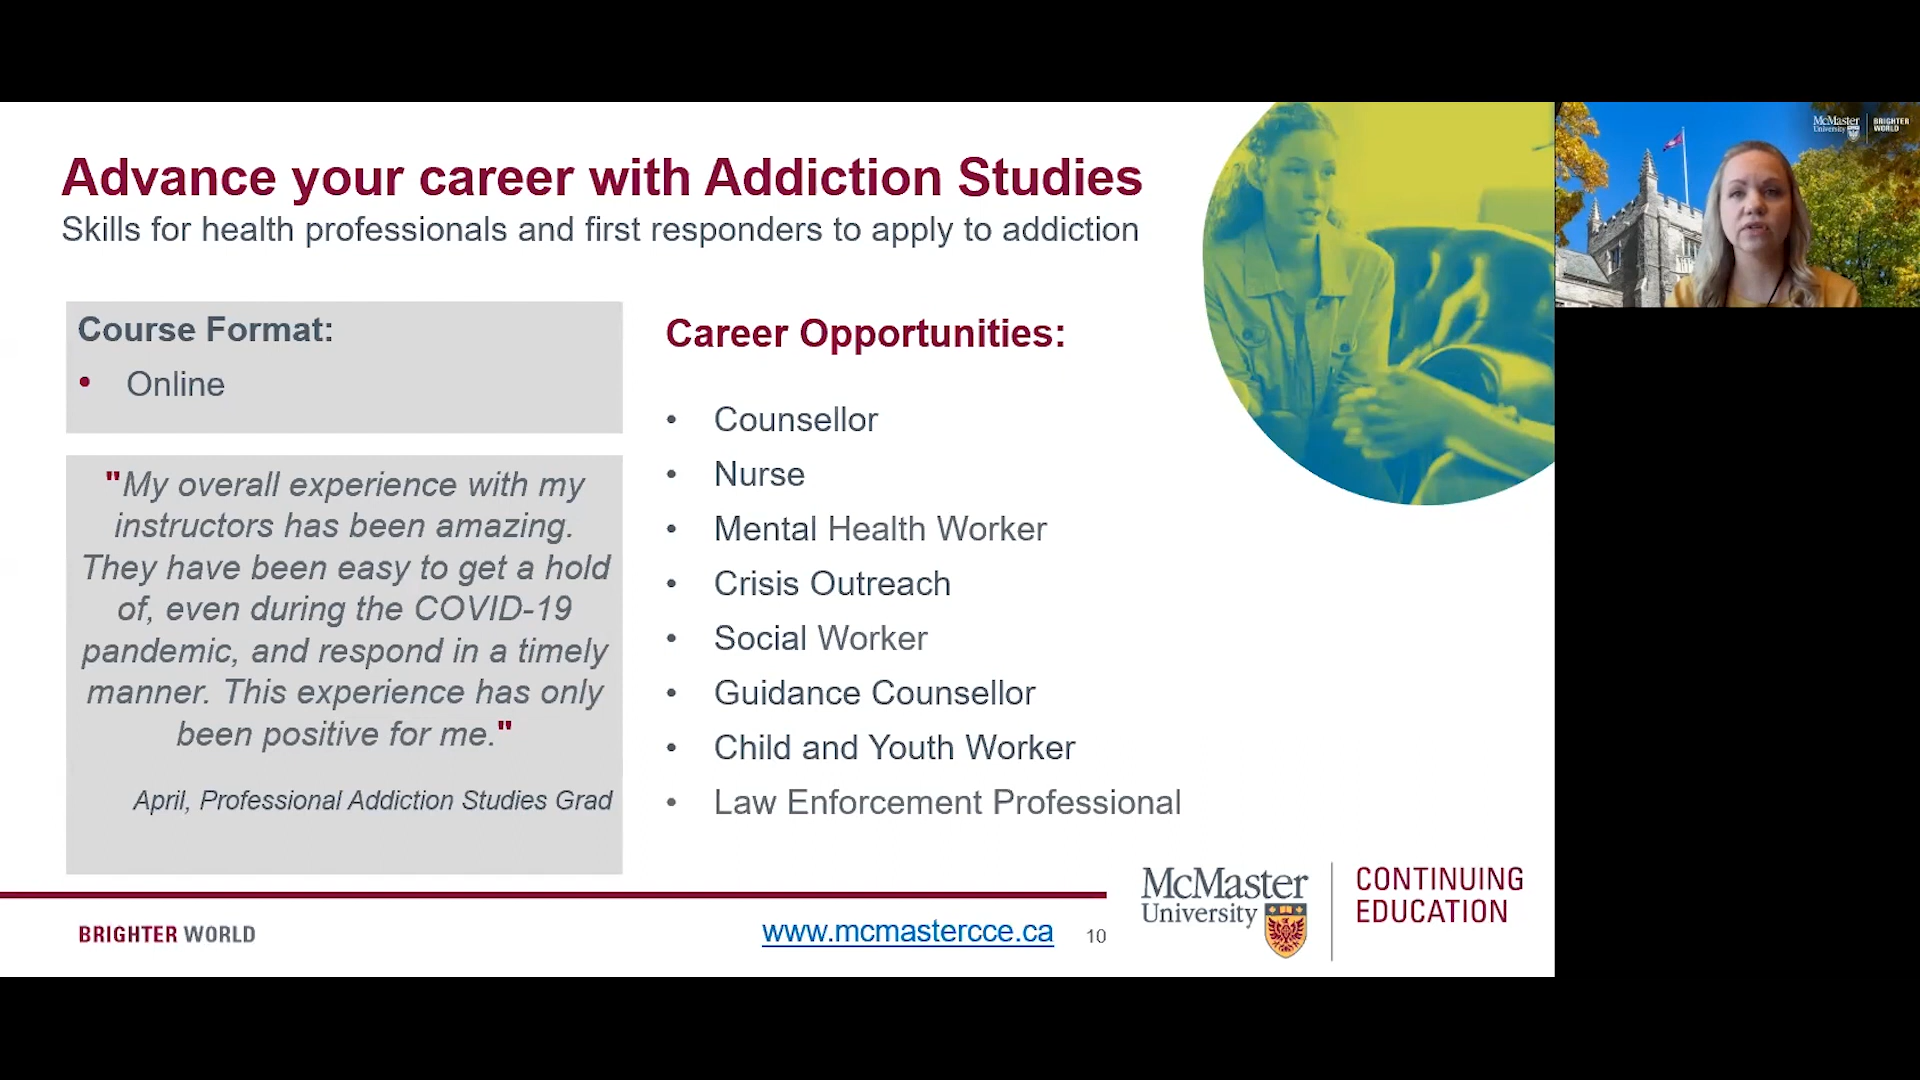 Advance your career with Addiction Studies
Skills for health professionals and first responders to apply to addiction
Course Format:
• Online
"My overall experience with my
instructors has been amazing.
They have been easy to get a hold
of, even during the COVID-19
pandemic, and respond in a timely
manner. This experience has only
been positive for me."
April, Professional Addiction Studies Grad
Career Opportunities:
• Counsellor
• Nurse
• Mental Health Worker
• Crisis Outreach
• Social Worker
• Guidance Counsellor
• Child and Youth Worker
• Law Enforcement Professional
BRIGHTER WORLD
www.mcmastercce.ca
10
McMaster
University
CONTINUING
EDUCATION
McMaster
University
BRIGHTER
WORLD